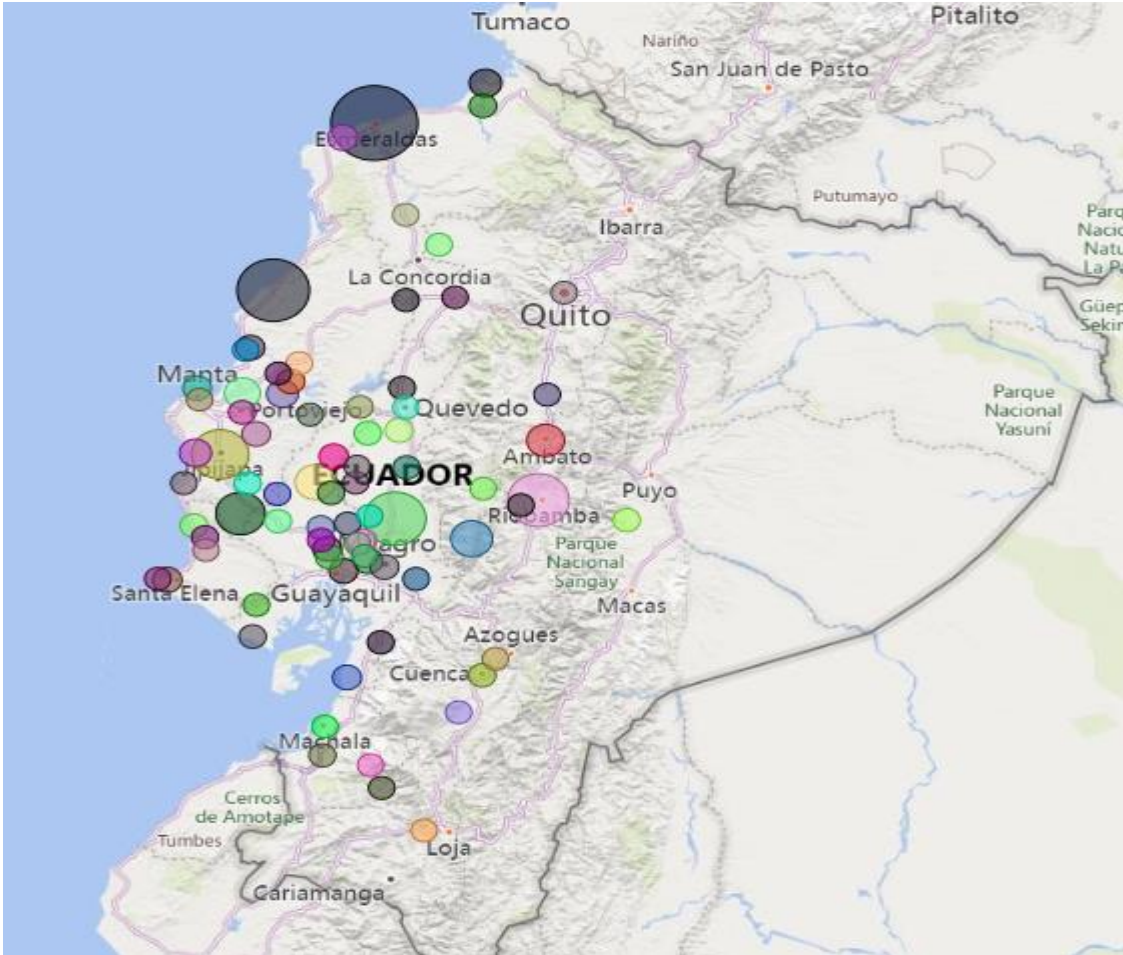 Tumaco
Pitalito
Nariño
San Juan de Pasto
Esmeraldas
Putumayo
Ibarra
La Concordia
Quito
Manta
Portoviejo
Quevedo
Parque
Nacional
Yasuní
Jipijapa
ECUADOR
Ambato
Puyo
Riobamba
Parque
Nacional
Sangay
Santa Elena
Guayaquil
Macas
Azogues
Cuenca
Machala
Cerros
de Amotape
Tumbes
Loja
Cariamanga